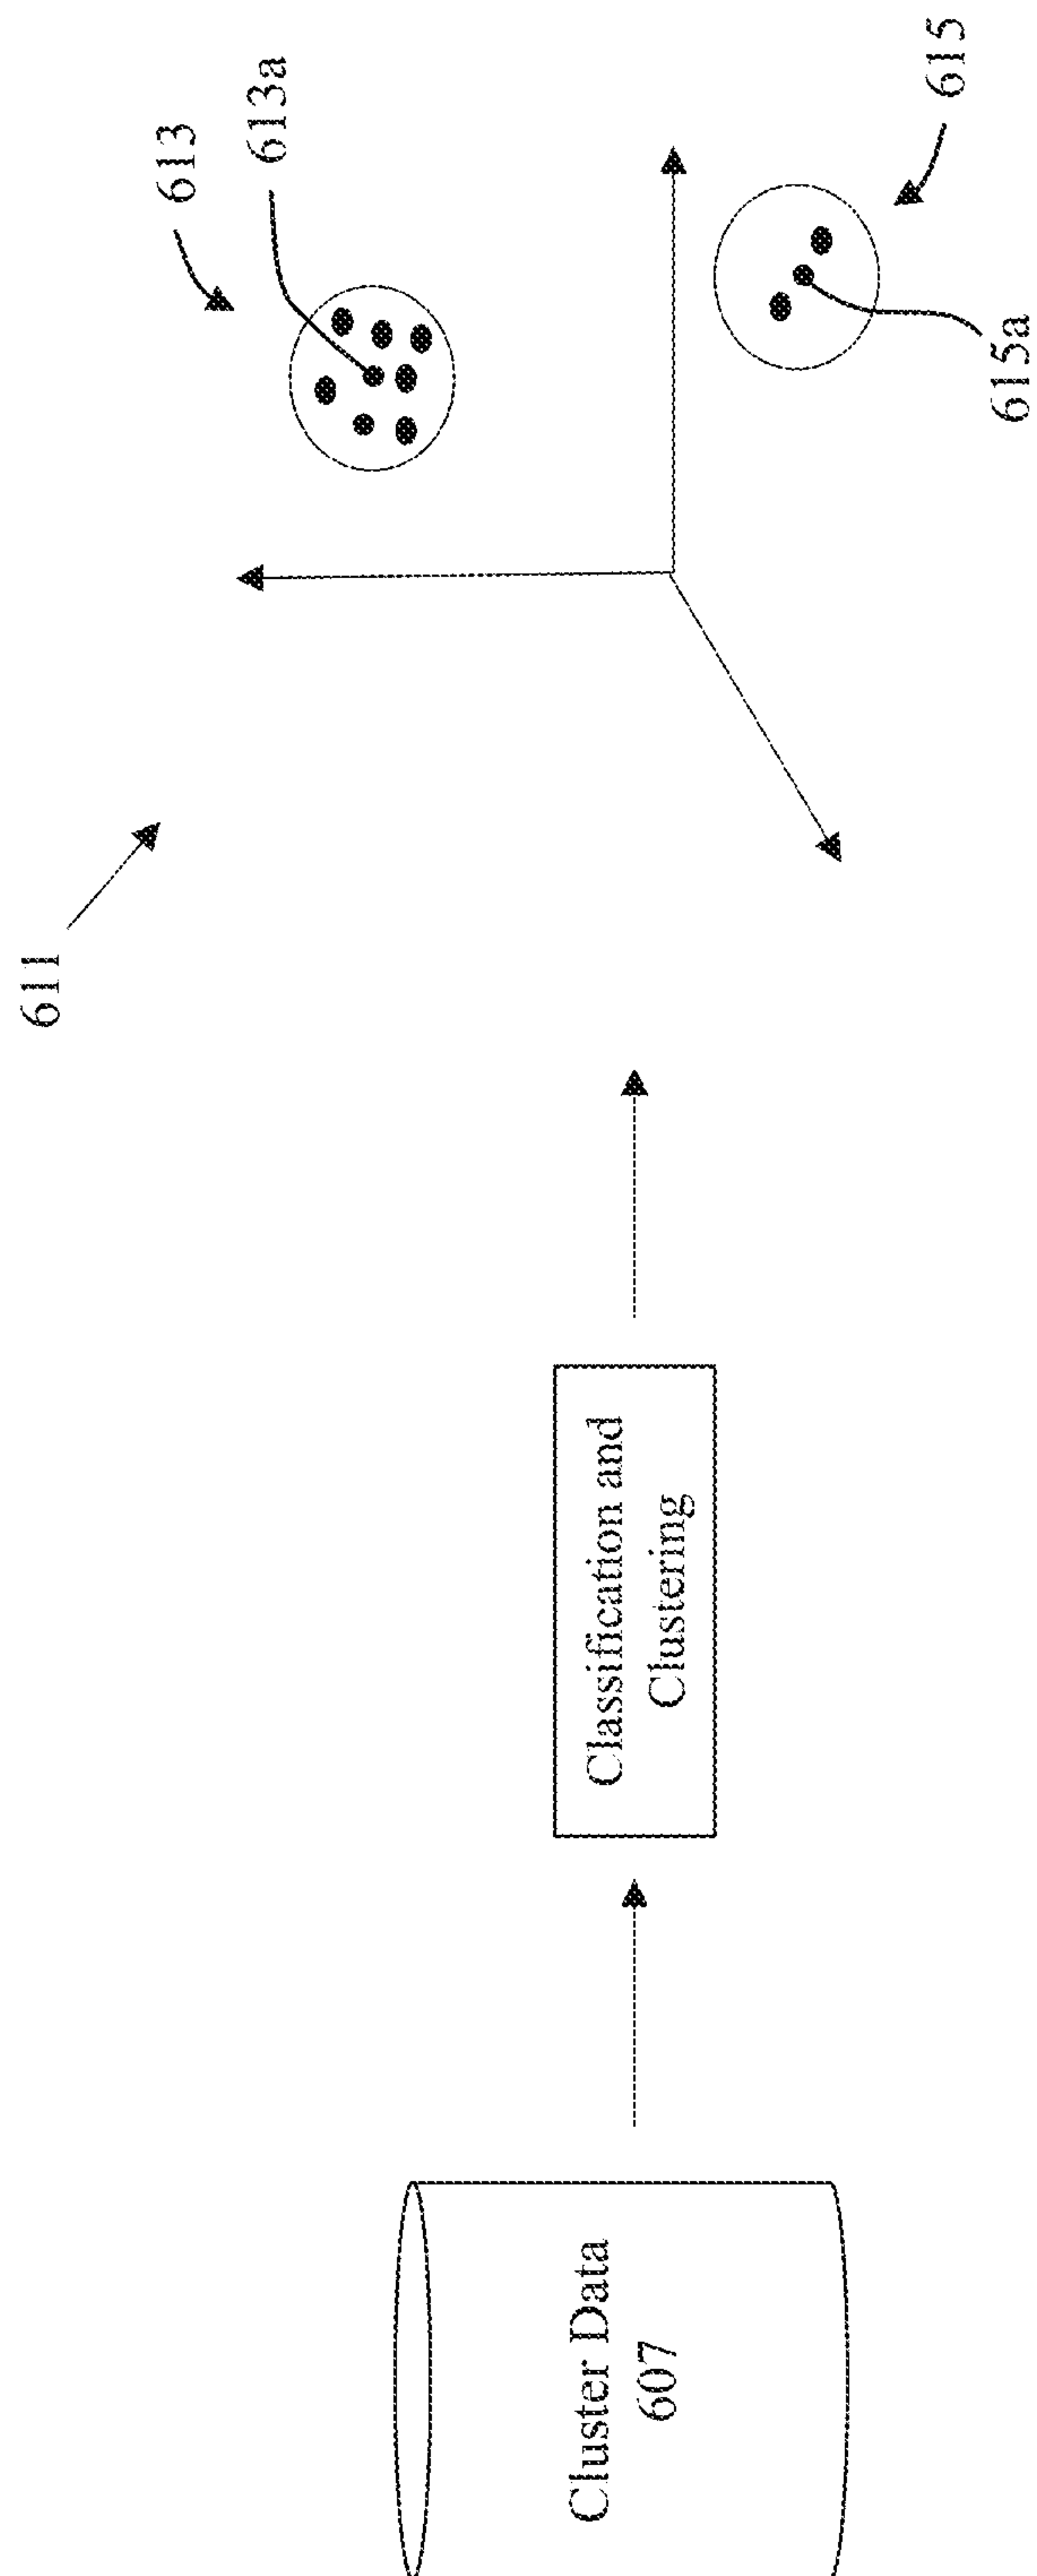 Cluster Data
607
Classification and
Clustering
611
613
613a
615
615a